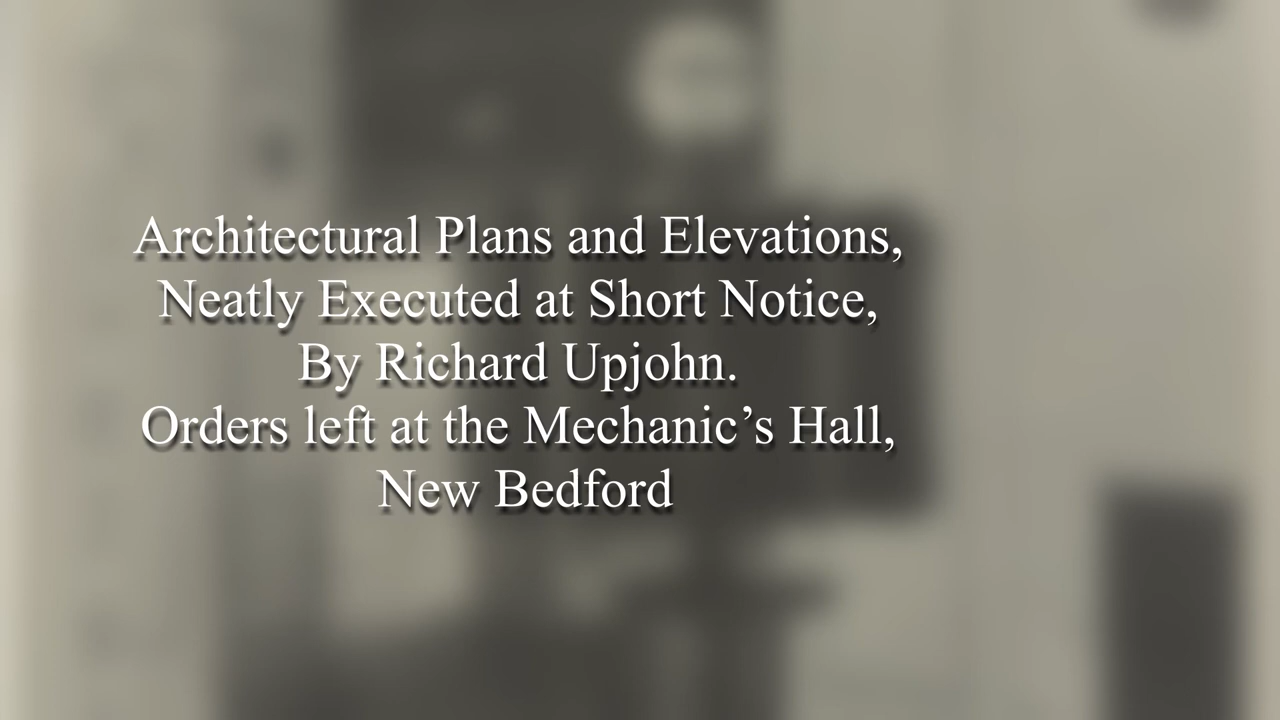 Architectural Plans and Elevations,
Neatly Executed at Short Notice,
By Richard Upjohn.
Orders left at the Mechanic’s Hall,
New Bedford